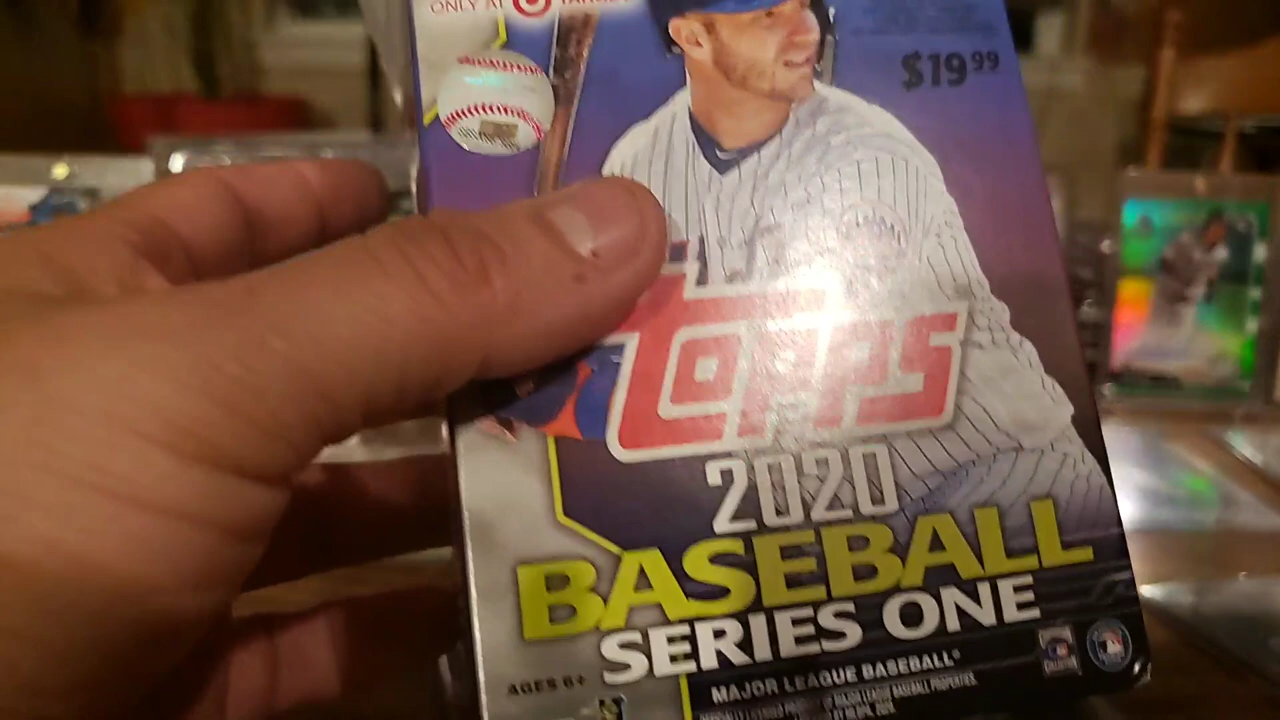 ONLY AT TARGET
$19.99
TOPPS
2020
BASEBALL
SERIES ONE
AGES 6+
MAJOR LEAGUE BASEBALL®